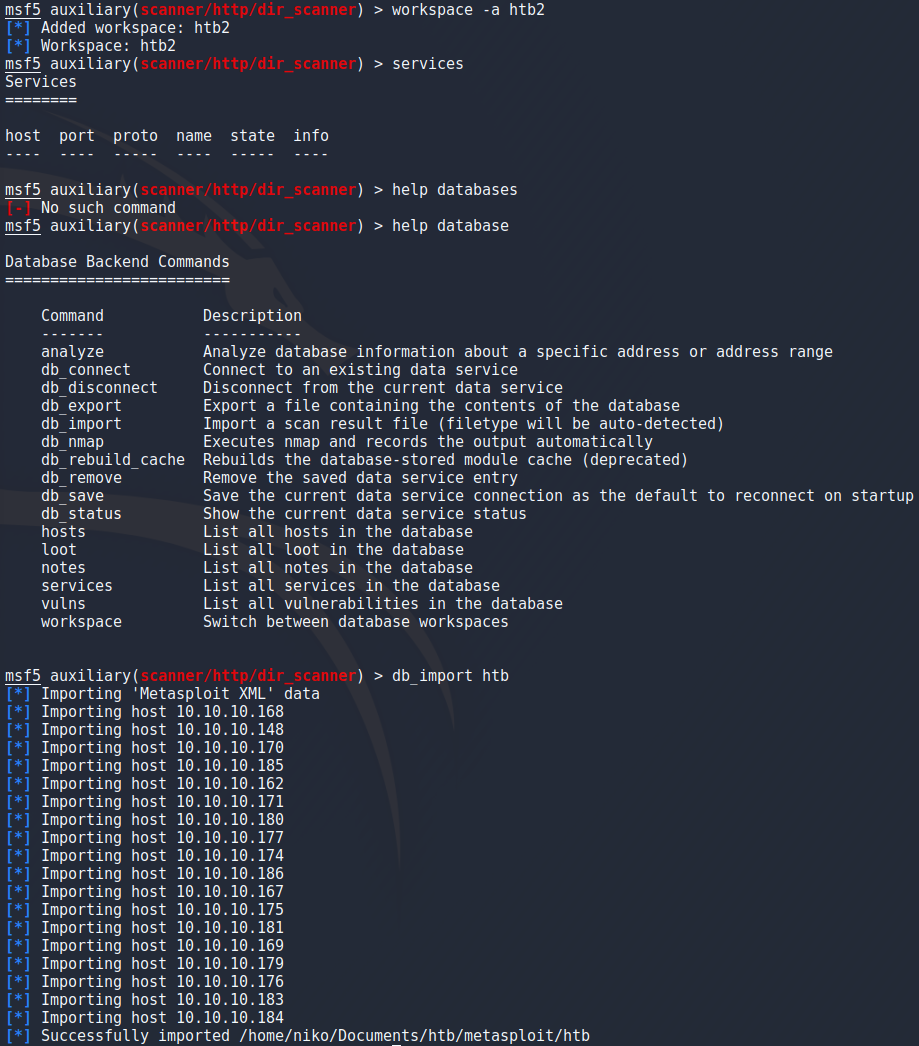 msf5 auxiliary(scanner/http/dir_scanner) > workspace -a htb2
[*] Added workspace: htb2
[*] Workspace: htb2
msf5 auxiliary(scanner/http/dir_scanner) > services
Services
========
host  port  proto  name  state  info
----  ----  -----  ----  -----  ----
msf5 auxiliary(scanner/http/dir_scanner) > help databases
[-] No such command
msf5 auxiliary(scanner/http/dir_scanner) > help database
Database Backend Commands
=========================
    Command           Description
    -------           -----------
    analyze           Analyze database information about a specific address or address range
    db_connect        Connect to an existing data service
    db_disconnect     Disconnect from the current data service
    db_export         Export a file containing the contents of the database
    db_import         Import a scan result file (filetype will be auto-detected)
    db_nmap           Executes nmap and records the output automatically
    db_rebuild_cache  Rebuilds the database-stored module cache (deprecated)
    db_remove         Remove the saved data service entry
    db_save           Save the current data service connection as the default to reconnect on startup
    db_status         Show the current data service status
    hosts             List all hosts in the database
    loot              List all loot in the database
    notes             List all notes in the database
    services          List all services in the database
    vulns             List all vulnerabilities in the database
    workspace         Switch between database workspaces
msf5 auxiliary(scanner/http/dir_scanner) > db_import htb
[*] Importing 'Metasploit XML' data
[*] Importing host 10.10.10.168
[*] Importing host 10.10.10.148
[*] Importing host 10.10.10.170
[*] Importing host 10.10.10.185
[*] Importing host 10.10.10.162
[*] Importing host 10.10.10.171
[*] Importing host 10.10.10.180
[*] Importing host 10.10.10.177
[*] Importing host 10.10.10.174
[*] Importing host 10.10.10.186
[*] Importing host 10.10.10.167
[*] Importing host 10.10.10.175
[*] Importing host 10.10.10.181
[*] Importing host 10.10.10.169
[*] Importing host 10.10.10.179
[*] Importing host 10.10.10.176
[*] Importing host 10.10.10.183
[*] Importing host 10.10.10.184
[*] Successfully imported /home/niko/Documents/htb/metasploit/htb